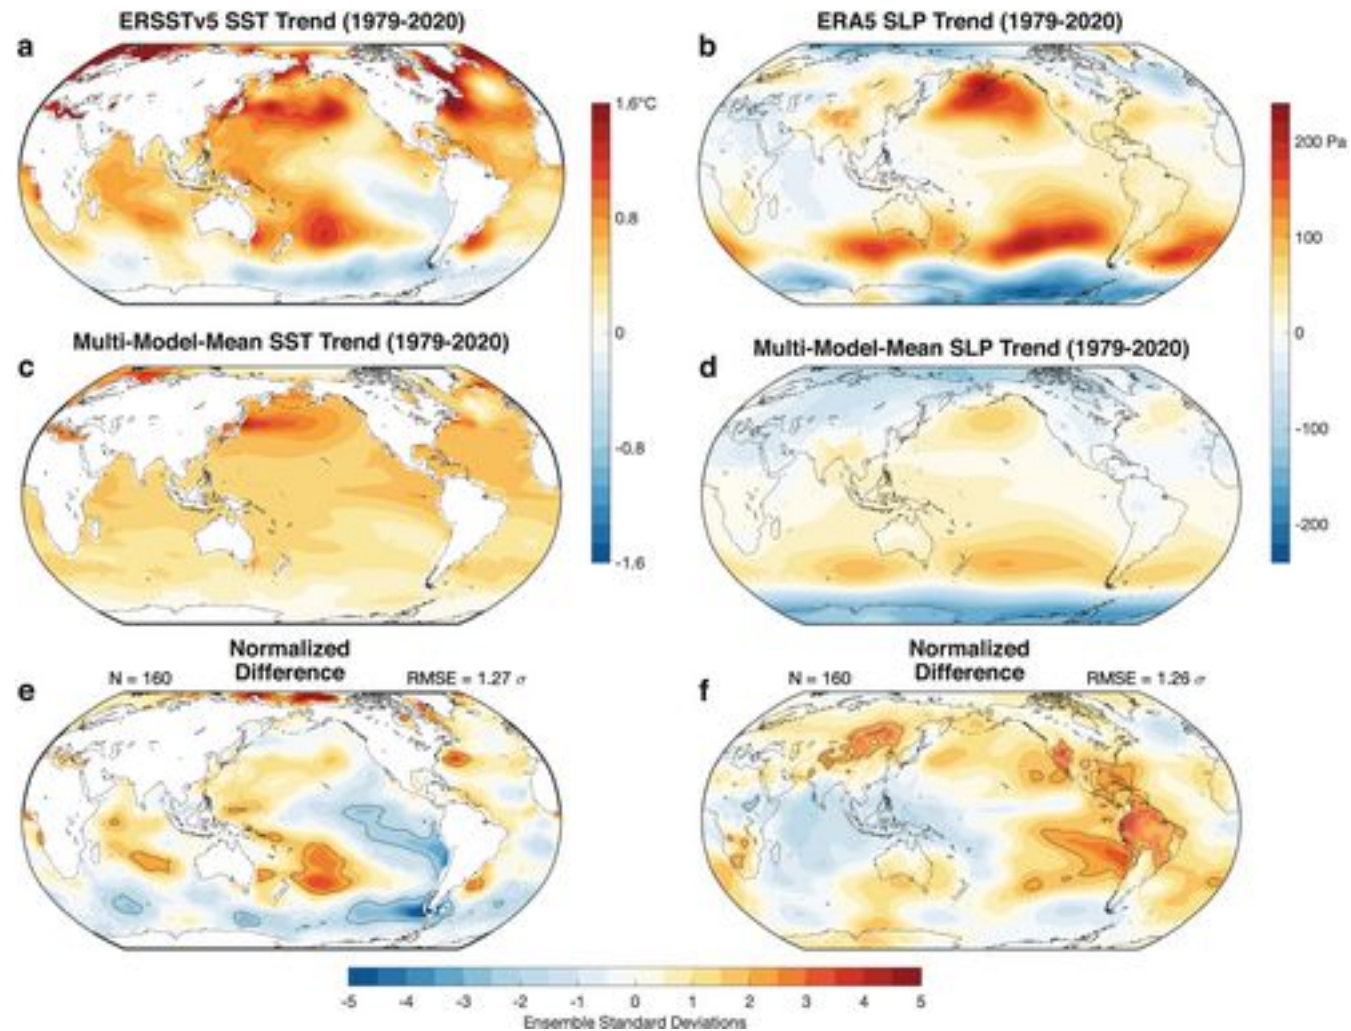 ERSSTv5 SST Trend (1979-2020)
a
1.6°C
0.8
0
-0.8
-1.6
ERA5 SLP Trend (1979-2020)
b
200 Pa
100
0
-100
-200
Multi-Model-Mean SST Trend (1979-2020)
c
Multi-Model-Mean SLP Trend (1979-2020)
d
Normalized
Difference
e
N = 160
RMSE = 1.27 σ
Normalized
Difference
f
N = 160
RMSE = 1.26 σ
-5 -4 -3 -2 -1 0 1 2 3 4 5
Ensemble Standard Deviations